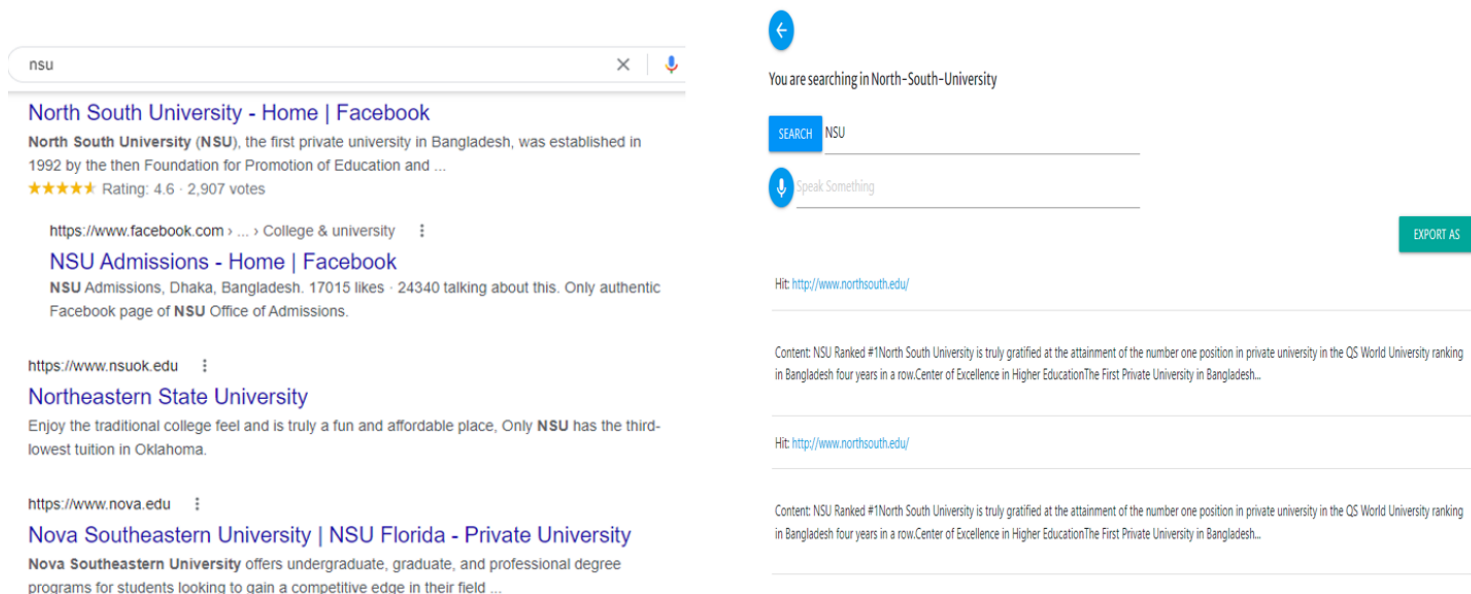 nsu
North South University - Home | Facebook
North South University (NSU), the first private university in Bangladesh, was established in
1992 by the then Foundation for Promotion of Education and ...
Rating: 4.6 · 2,907 votes
https://www.facebook.com › ... › College & university
NSU Admissions - Home | Facebook
NSU Admissions, Dhaka, Bangladesh. 17015 likes · 24340 talking about this. Only authentic
Facebook page of NSU Office of Admissions.
https://www.nsuok.edu
Northeastern State University
Enjoy the traditional college feel and is truly a fun and affordable place, Only NSU has the third-
lowest tuition in Oklahoma.
https://www.nova.edu
Nova Southeastern University | NSU Florida - Private University
Nova Southeastern University offers undergraduate, graduate, and professional degree
programs for students looking to gain a competitive edge in their field ...
You are searching in North-South-University
SEARCH NSU
Speak Something
EXPORT AS
Hit: http://www.northsouth.edu/
Content: NSU Ranked #1North South University is truly gratified at the attainment of the number one position in private university in the QS World University ranking
in Bangladesh four years in a row.Center of Excellence in Higher EducationThe First Private University in Bangladesh...
Hit: http://www.northsouth.edu/
Content: NSU Ranked #1North South University is truly gratified at the attainment of the number one position in private university in the QS World University ranking
in Bangladesh four years in a row.Center of Excellence in Higher EducationThe First Private University in Bangladesh...